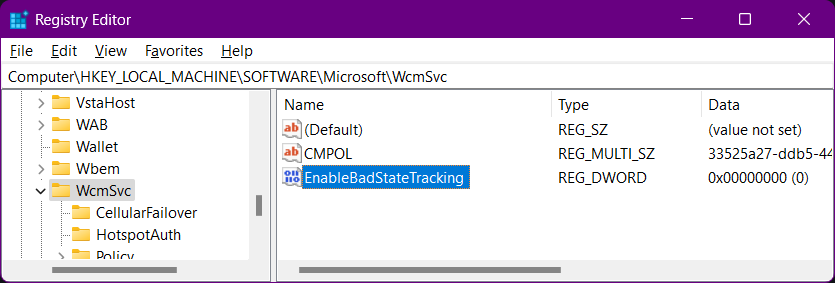 Registry Editor
File Edit View Favorites Help
Computer\HKEY_LOCAL_MACHINE\SOFTWARE\Microsoft\WcmSvc
VstaHost
WAB
Wallet
Wbem
WcmSvc
CellularFailover
HotspotAuth
Policy
Name Type Data
(Default) REG_SZ (value not set)
CMPOL REG_MULTI_SZ 33525a27-ddb5-44
EnableBadStateTracking REG_DWORD 0x00000000 (0)